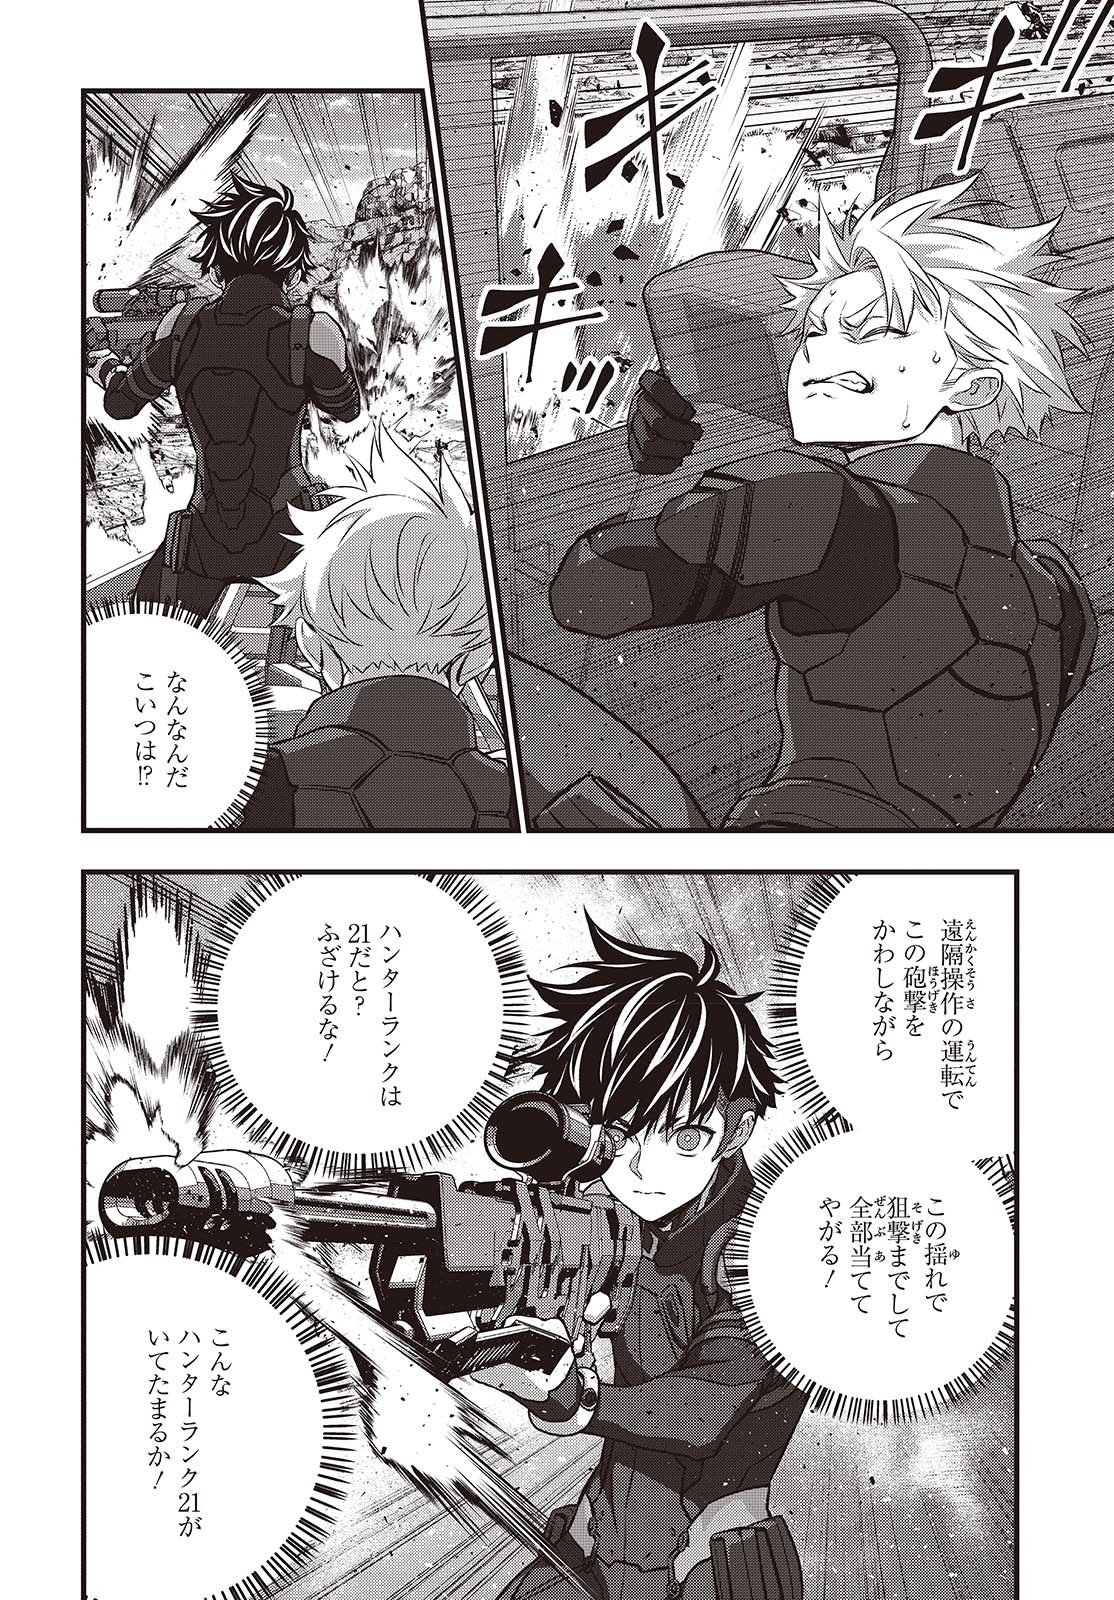 ギギギッ
ギギギッ
なんなんだ
こいつは!?
遠隔操作の運転で
この砲撃を
かわしながら
この揺れで
狙撃までして
全部当てて
やがる!
ハンターランクは
21だと?
ふざけるな!
こんな
ハンターランク21が
いてたまるか!